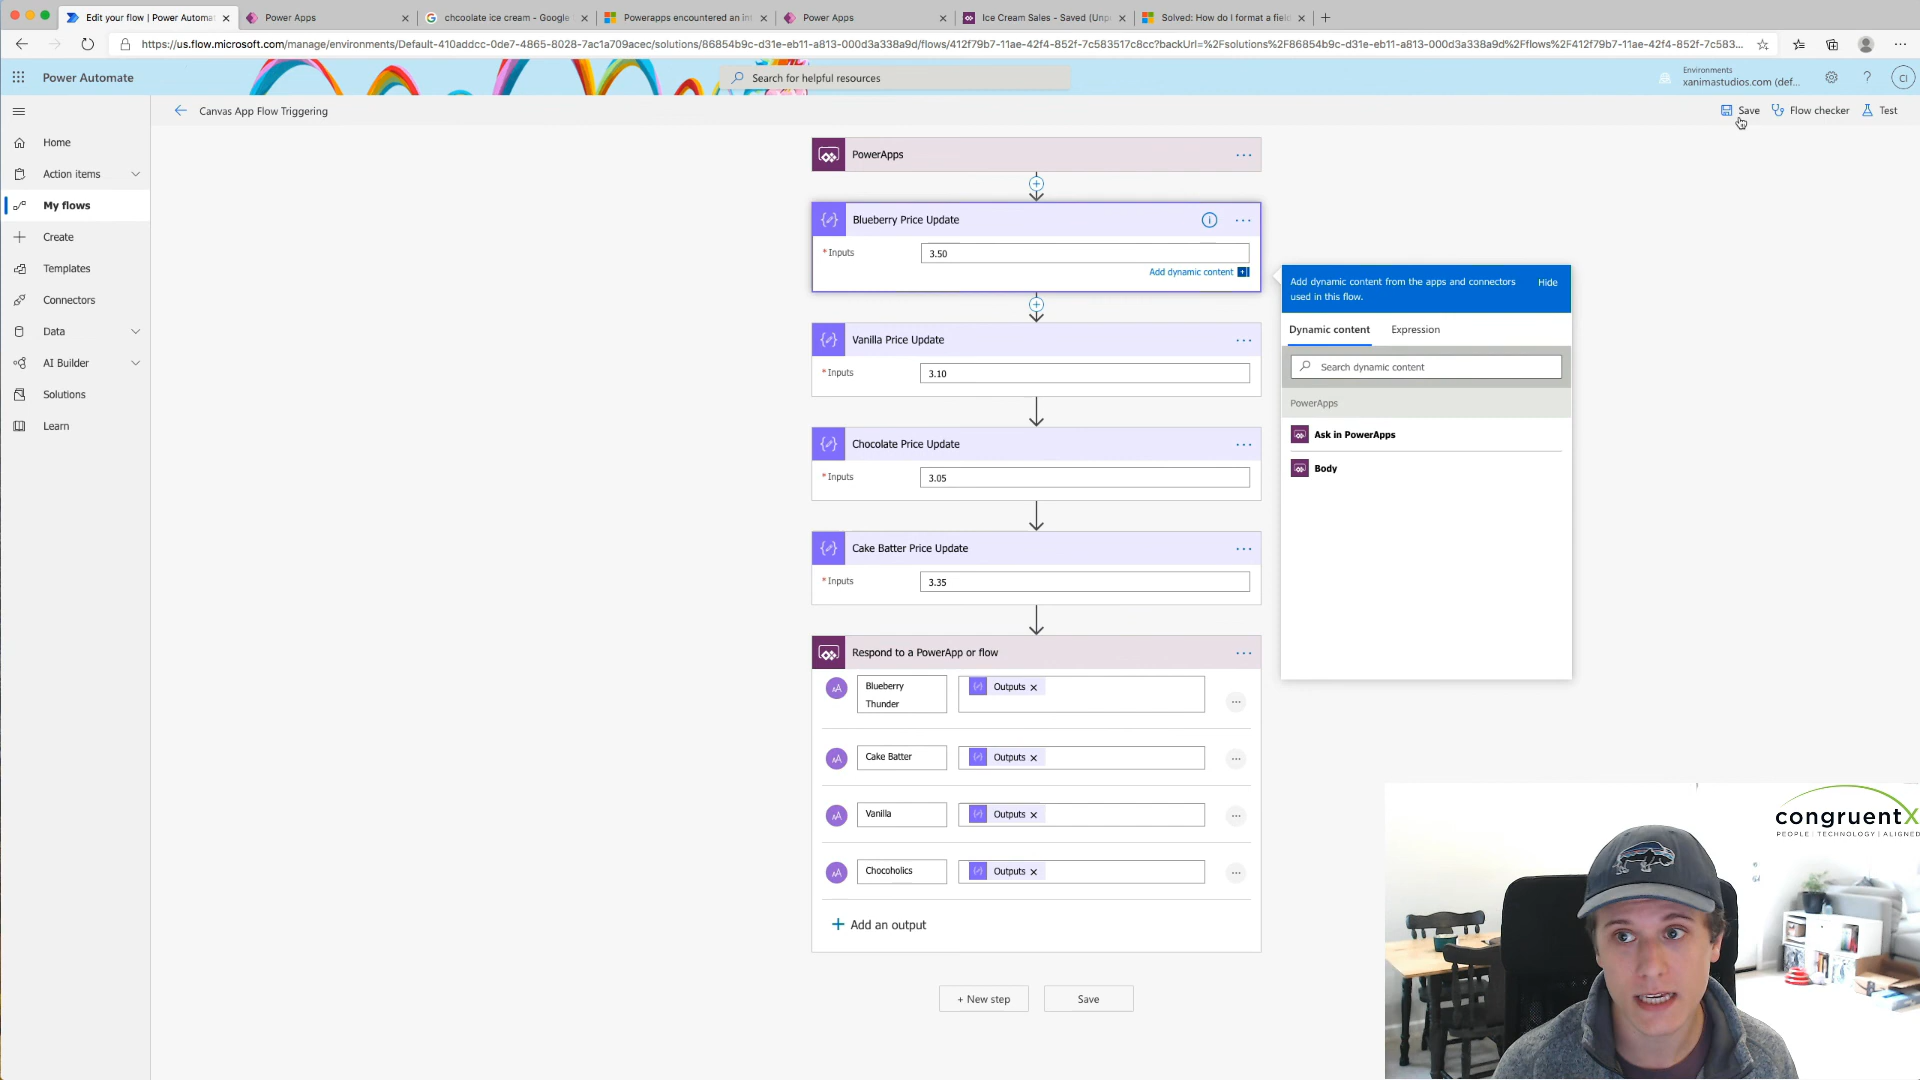 Edit your flow | Power Automat
Power Apps
chcoolate ice cream - Google
Powerapps encountered an in
Power Apps
Ice Cream Sales - Saved (Unpu
Solved: How do I format a fiel
https://us.flow.microsoft.com/manage/environments/Default-410addcc-0de7-4865-8028-7ac1a709acec/solutions/86854b9c-d31e-eb11-a813-000d3a338a9d/flows/412f79b7-11ae-42f4-852f-7c583517c8cc?backUrl=%2Fsolutions%2F86854b9c-d31e-eb11-a813-000d3a338a9d%2Fflows%2F412f79b7-11ae-42f4-852f-7c583...
Power Automate
Search for helpful resources
Environments
xanimastudios.com (def...
CI
Canvas App Flow Triggering
Save
Flow checker
Test
Home
Action items
My flows
Create
Templates
Connectors
Data
AI Builder
Solutions
Learn
PowerApps
Blueberry Price Update
* Inputs
3.50
Add dynamic content
Vanilla Price Update
* Inputs
3.10
Chocolate Price Update
* Inputs
3.05
Cake Batter Price Update
* Inputs
3.35
Respond to a PowerApp or flow
Blueberry
Thunder
Outputs
Cake Batter
Outputs
Vanilla
Outputs
Chocoholics
Outputs
Add an output
+ New step
Save
Add dynamic content from the apps and connectors
used in this flow.
Hide
Dynamic content
Expression
Search dynamic content
PowerApps
Ask in PowerApps
Body
congruentX
PEOPLE | TECHNOLOGY | ALIGNED